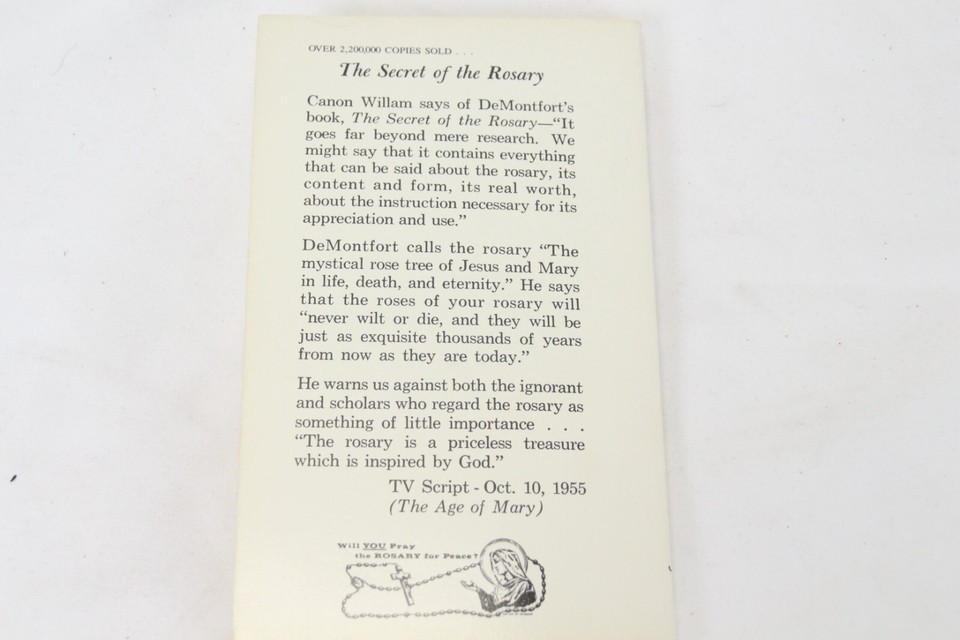 OVER 2,200,000 COPIES SOLD . . .
The Secret of the Rosary
Canon Willam says of DeMontfort's
book, The Secret of the Rosary—“It
goes far beyond mere research. We
might say that it contains everything
that can be said about the rosary, its
content and form, its real worth,
about the instruction necessary for its
appreciation and use.”
DeMontfort calls the rosary “The
mystical rose tree of Jesus and Mary
in life, death, and eternity.” He says
that the roses of your rosary will
“never wilt or die, and they will be
just as exquisite thousands of years
from now as they are today.”
He warns us against both the ignorant
and scholars who regard the rosary as
something of little importance . . .
“The rosary is a priceless treasure
which is inspired by God.”
TV Script - Oct. 10, 1955
(The Age of Mary)
Will YOU Pray
the ROSARY for Peace?